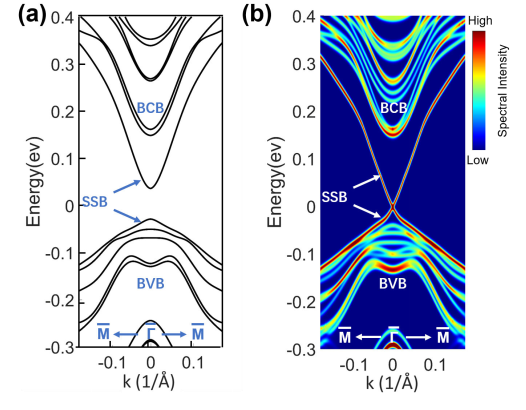 (a)
0.4
0.3
0.2
0.1
0
-0.1
-0.2
-0.3
Energy(ev)
BCB
SSB
BVB
M̅ Γ̅ M̅
-0.1 0 0.1
k (1/Å)
(b)
0.4
0.3
0.2
0.1
0
-0.1
-0.2
-0.3
Energy(ev)
BCB
SSB
BVB
M̅ Γ̅ M̅
-0.1 0 0.1
k (1/Å)
High
Spectral Intensity
Low